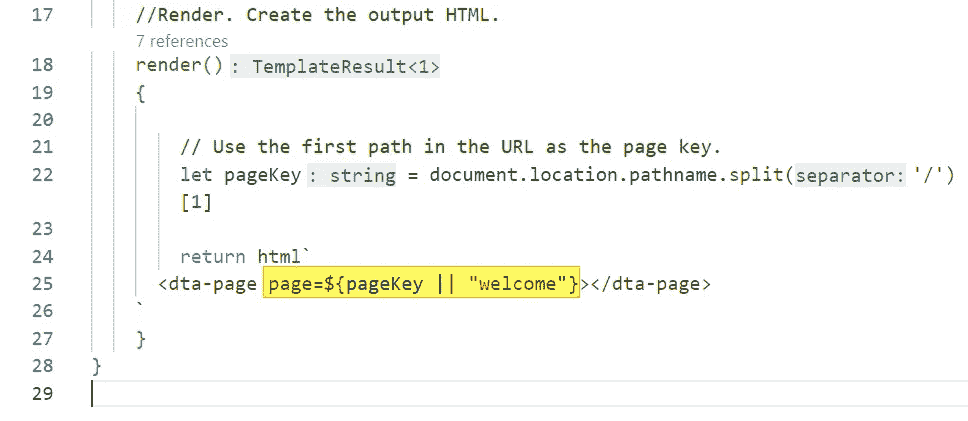 17 //Render. Create the output HTML.
7 references
18 render() : TemplateResult<1>
19 {
20
21 // Use the first path in the URL as the page key.
22 let pageKey : string = document.location.pathname.split(separator: '/')
[1]
23
24 return html`
25 <dta-page page=${pageKey || "welcome"}></dta-page>
26 `
27 }
28 }
29